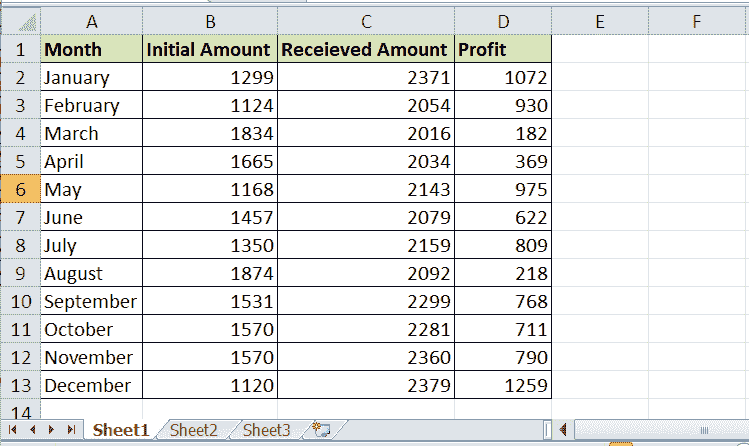 A B C D E F
1 Month Initial Amount Receieved Amount Profit
2 January 1299 2371 1072
3 February 1124 2054 930
4 March 1834 2016 182
5 April 1665 2034 369
6 May 1168 2143 975
7 June 1457 2079 622
8 July 1350 2159 809
9 August 1874 2092 218
10 September 1531 2299 768
11 October 1570 2281 711
12 November 1570 2360 790
13 December 1120 2379 1259
14
Sheet1 Sheet2 Sheet3